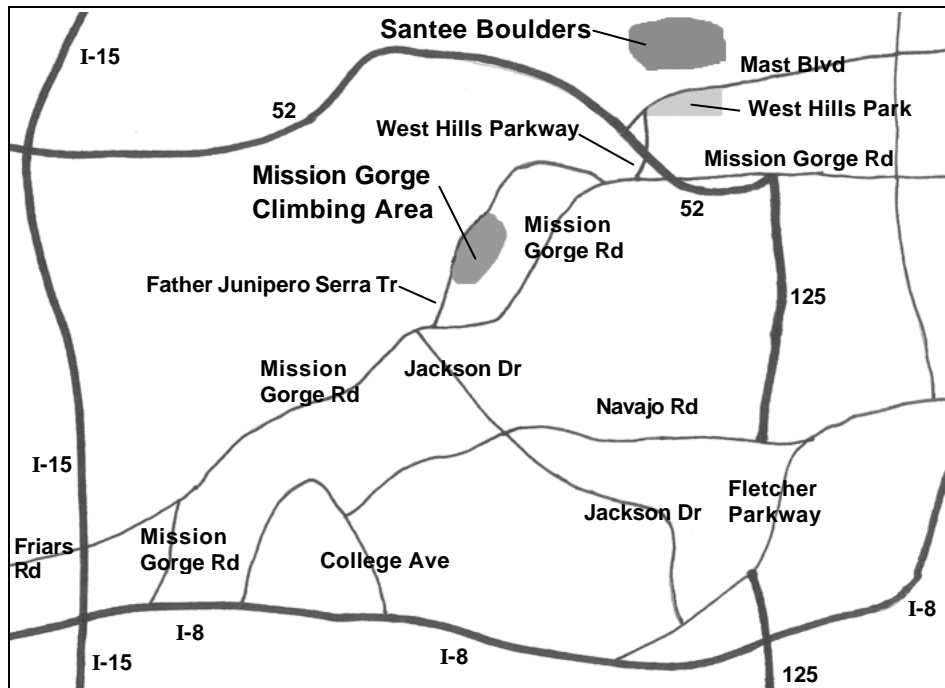 Santee Boulders
I-15
Mast Blvd
52
West Hills Park
West Hills Parkway
Mission Gorge Rd
Mission Gorge
Climbing Area
52
Mission
Gorge Rd
Father Junipero Serra Tr
125
Mission
Gorge Rd
Jackson Dr
Navajo Rd
I-15
Fletcher
Parkway
Jackson Dr
Friars
Rd
Mission
Gorge Rd
College Ave
I-8
I-8
I-8
I-15
125